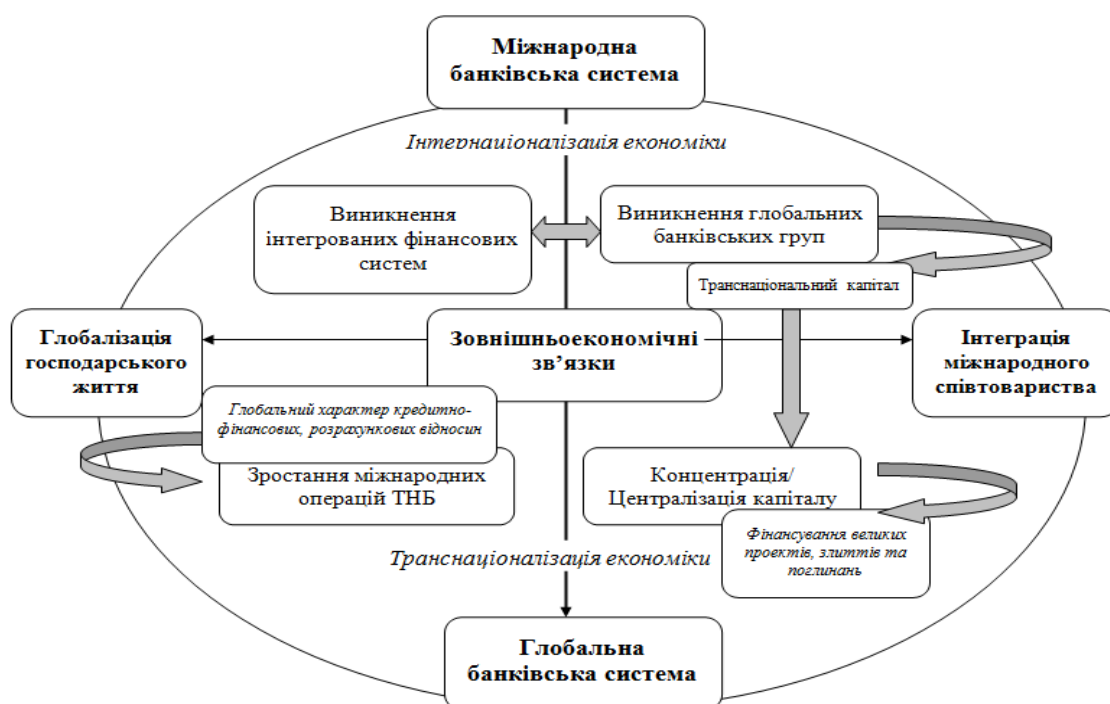 Міжнародна
банківська система
Інтернаціоналізація економіки
Виникнення
інтегрованих фінансових
систем
Виникнення глобальних
банківських груп
Транснаціональний капітал
Глобалізація
господарського
життя
Зовнішньоекономічні
зв’язки
Інтеграція
міжнародного
співтовариства
Глобальний характер кредитно-
фінансових, розрахункових відносин
Зростання міжнародних
операцій ТНБ
Концентрація/
Централізація капіталу
Фінансування великих
проектів, злиттів та
поглинань
Транснаціоналізація економіки
Глобальна
банківська система